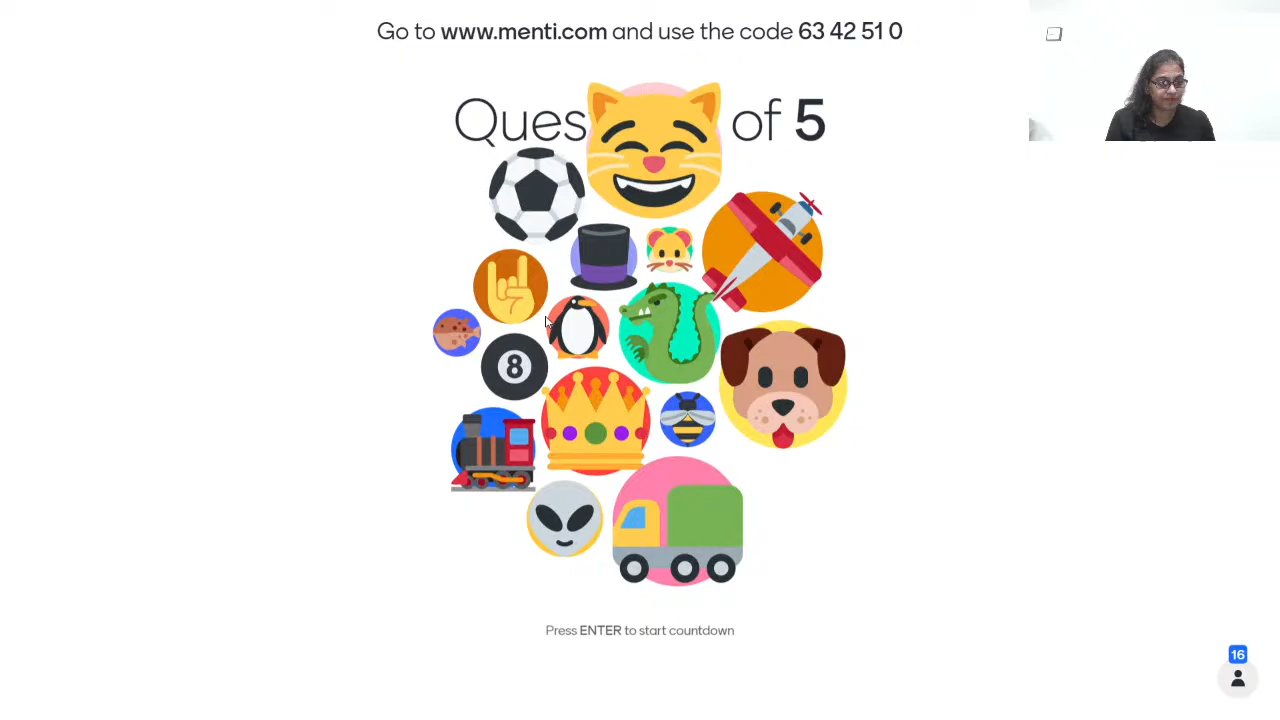 Go to www.menti.com and use the code 63 42 51 0
Ques of 5
8
Press ENTER to start countdown
16